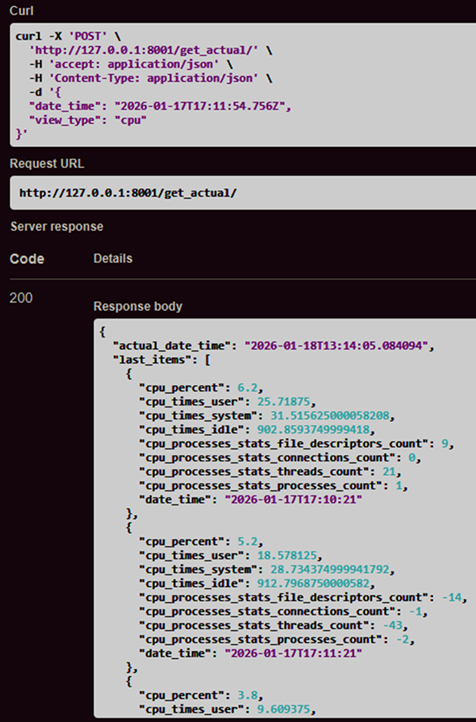 Curl
curl -X 'POST' \
'http://127.0.0.1:8001/get_actual/' \
-H 'accept: application/json' \
-H 'Content-Type: application/json' \
-d '{
"date_time": "2026-01-17T17:11:54.756Z",
"view_type": "cpu"
}'
Request URL
http://127.0.0.1:8001/get_actual/
Server response
Code Details
200
Response body
{
"actual_date_time": "2026-01-18T13:14:05.084094",
"last_items": [
{
"cpu_percent": 6.2,
"cpu_times_user": 25.71875,
"cpu_times_system": 31.515625000058208,
"cpu_times_idle": 902.8593749999418,
"cpu_processes_stats_file_descriptors_count": 9,
"cpu_processes_stats_connections_count": 0,
"cpu_processes_stats_threads_count": 21,
"cpu_processes_stats_processes_count": 1,
"date_time": "2026-01-17T17:10:21"
},
{
"cpu_percent": 5.2,
"cpu_times_user": 18.578125,
"cpu_times_system": 28.734374999941792,
"cpu_times_idle": 912.7968750000582,
"cpu_processes_stats_file_descriptors_count": -14,
"cpu_processes_stats_connections_count": -1,
"cpu_processes_stats_threads_count": -43,
"cpu_processes_stats_processes_count": -2,
"date_time": "2026-01-17T17:11:21"
},
{
"cpu_percent": 3.8,
"cpu_times_user": 9.609375,